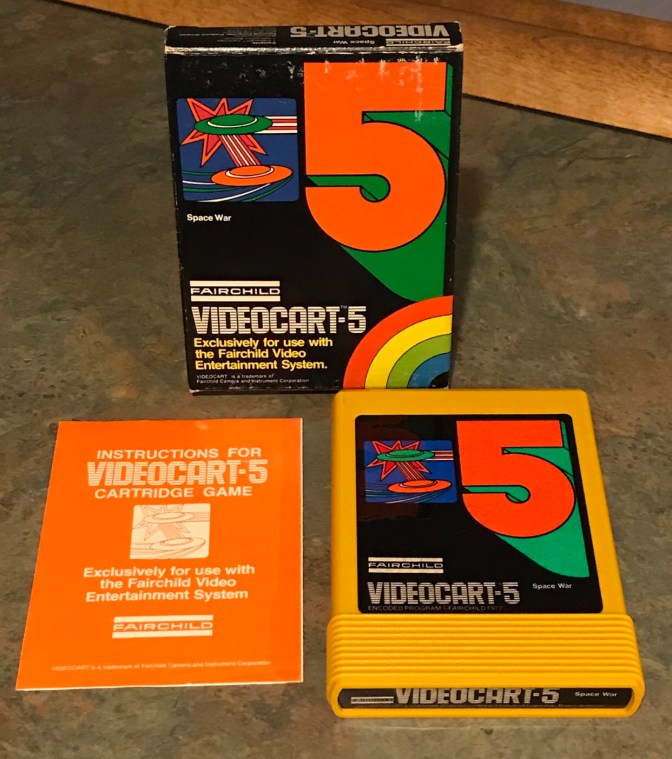 VIDEOCART-5
Space War
FAIRCHILD
5
Space War
FAIRCHILD
VIDEOCART-5
TM
Exclusively for use with
the Fairchild Video
Entertainment System.
VIDEOCART is a trademark of
Fairchild Camera and Instrument Corporation
INSTRUCTIONS FOR
VIDEOCART-5
CARTRIDGE GAME
Exclusively for use with
the Fairchild Video
Entertainment System
FAIRCHILD
VIDEOCART is a trademark of Fairchild Camera and Instrument Corporation
5
FAIRCHILD
VIDEOCART-5
Space War
ENCODED PROGRAM ©FAIRCHILD 1977
VIDEOCART-5
Space War